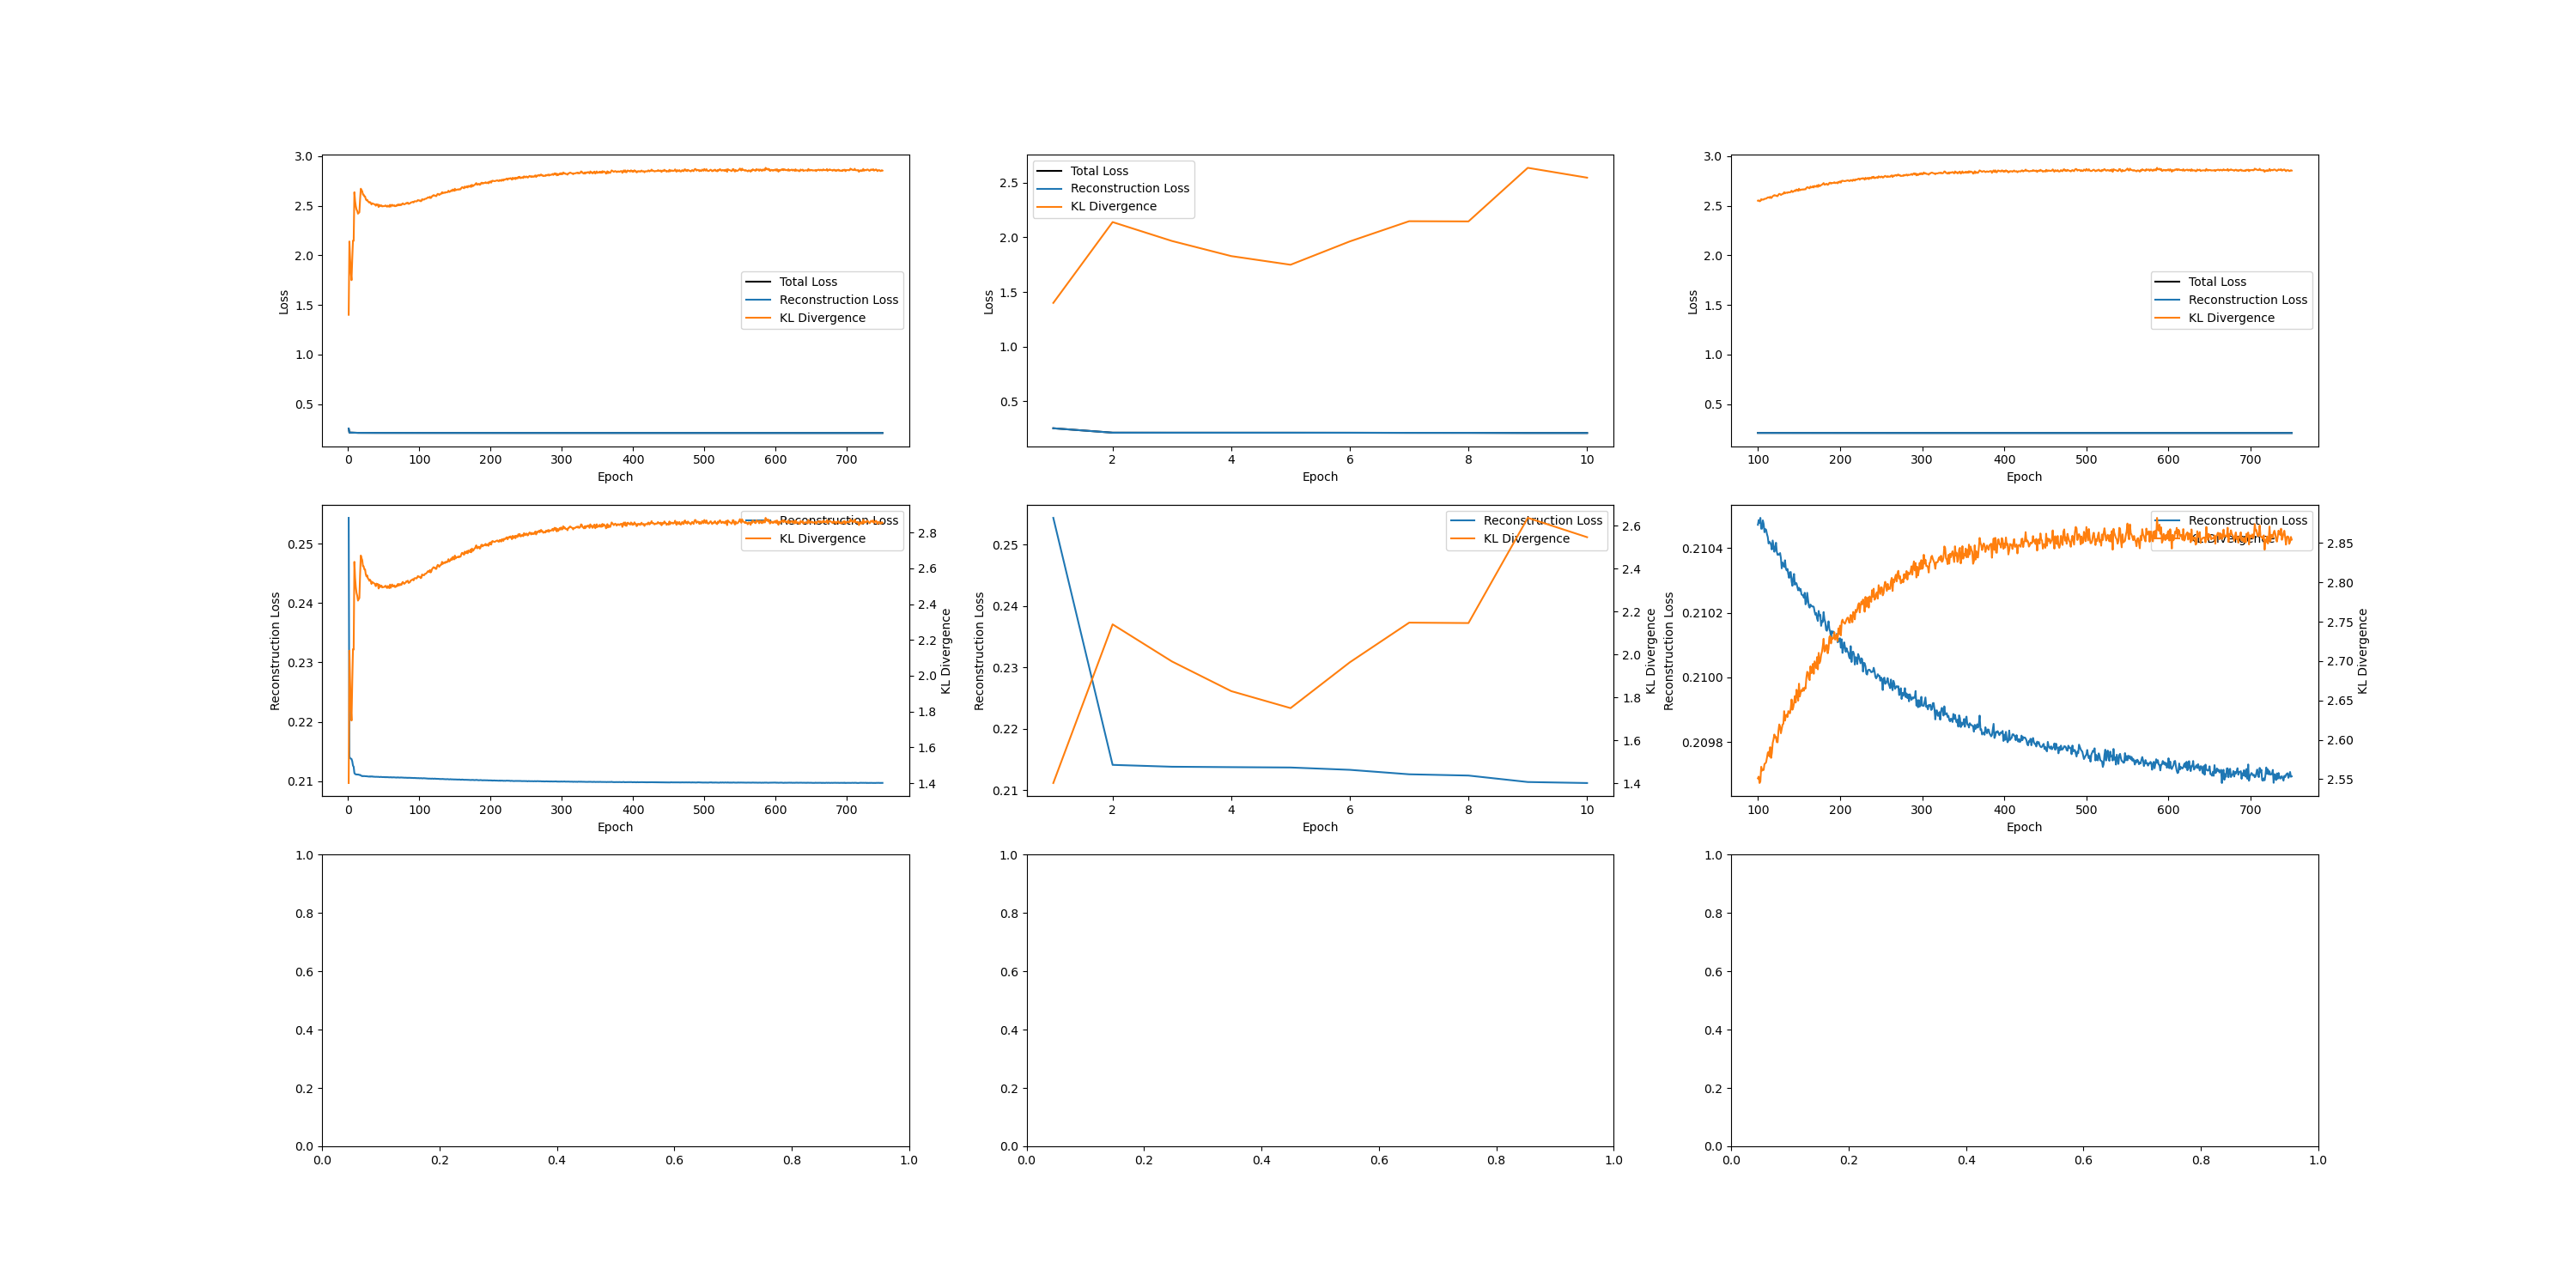 3.0
2.5
2.0
1.5
1.0
0.5
Loss
Total Loss
Reconstruction Loss
KL Divergence
0 100 200 300 400 500 600 700
Epoch
2.5
2.0
1.5
1.0
0.5
Loss
Total Loss
Reconstruction Loss
KL Divergence
2 4 6 8 10
Epoch
3.0
2.5
2.0
1.5
1.0
0.5
Loss
Total Loss
Reconstruction Loss
KL Divergence
100 200 300 400 500 600 700
Epoch
0.25
0.24
0.23
0.22
0.21
Reconstruction Loss
Reconstruction Loss
KL Divergence
2.8
2.6
2.4
2.2
2.0
1.8
1.6
1.4
KL Divergence
0 100 200 300 400 500 600 700
Epoch
0.25
0.24
0.23
0.22
0.21
Reconstruction Loss
Reconstruction Loss
KL Divergence
2.6
2.4
2.2
2.0
1.8
1.6
1.4
KL Divergence
2 4 6 8 10
Epoch
0.2104
0.2102
0.2100
0.2098
Reconstruction Loss
Reconstruction Loss
KL Divergence
2.85
2.80
2.75
2.70
2.65
2.60
2.55
KL Divergence
100 200 300 400 500 600 700
Epoch
1.0
0.8
0.6
0.4
0.2
0.0
0.0 0.2 0.4 0.6 0.8 1.0
1.0
0.8
0.6
0.4
0.2
0.0
0.0 0.2 0.4 0.6 0.8 1.0
1.0
0.8
0.6
0.4
0.2
0.0
0.0 0.2 0.4 0.6 0.8 1.0